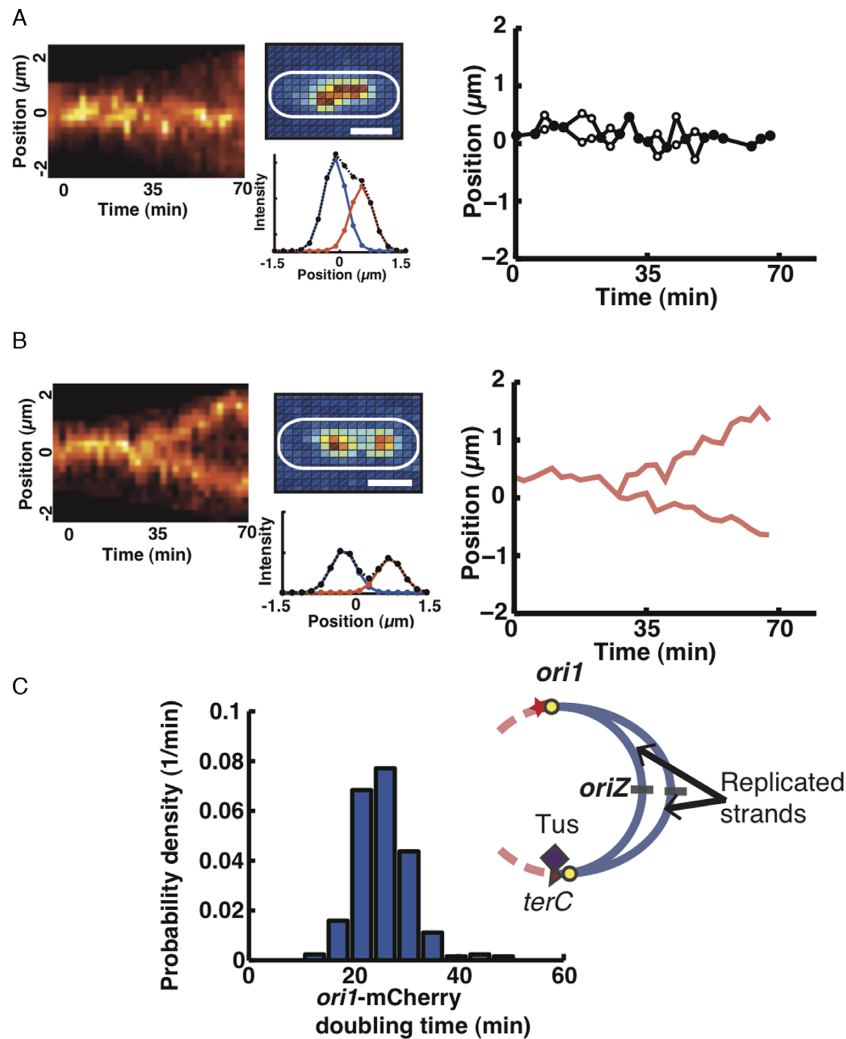 A
Position (µm)
2
0
-2
0 35 70
Time (min)
Intensity
-1.5 0 1.5
Position (µm)
Position (µm)
2
1
0
−1
−2
0 35 70
Time (min)
B
Position (µm)
2
0
-2
0 35 70
Time (min)
Intensity
-1.5 0 1.5
Position (µm)
Position (µm)
2
1
0
−1
−2
0 35 70
Time (min)
C
Probability density (1/min)
0.1
0.08
0.06
0.04
0.02
0
0 20 40 60
ori1-mCherry
doubling time (min)
ori1
oriZ
Replicated
strands
Tus
terC